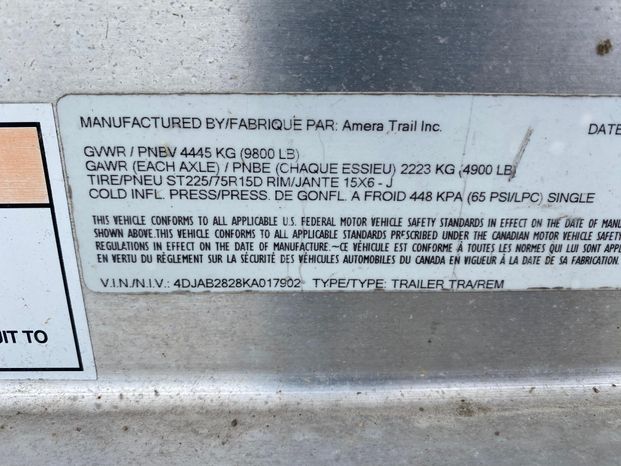 MANUFACTURED BY/FABRIQUE PAR: Amera Trail Inc. DATE
GVWR / PNBV 4445 KG (9800 LB)
GAWR (EACH AXLE) / PNBE (CHAQUE ESSIEU) 2223 KG (4900 LB)
TIRE/PNEU ST225/75R15D RIM/JANTE 15X6 - J
COLD INFL. PRESS/PRESS. DE GONFL. A FROID 448 KPA (65 PSI/LPC) SINGLE
THIS VEHICLE CONFORMS TO ALL APPLICABLE U.S. FEDERAL MOTOR VEHICLE SAFETY STANDARDS IN EFFECT ON THE DATE OF MANU
SHOWN ABOVE.THIS VEHICLE CONFORMS TO ALL APPLICABLE STANDARDS PRESCRIBED UNDER THE CANADIAN MOTOR VEHICLE SAFETY
REGULATIONS IN EFFECT ON THE DATE OF MANUFACTURE.~CE VÉHICULE EST CONFORME À TOUTES LES NORMES QUI LUI SONT APPL
EN VERTU DU RÈGLEMENT SUR LA SÉCURITÉ DES VÉHICULES AUTOMOBILES DU CANADA EN VIGUEUR À LA DATE DE SA FABRICATION
V.I.N./N.I.V.: 4DJAB2828KA017902 TYPE/TYPE: TRAILER TRA/REM
UIT TO